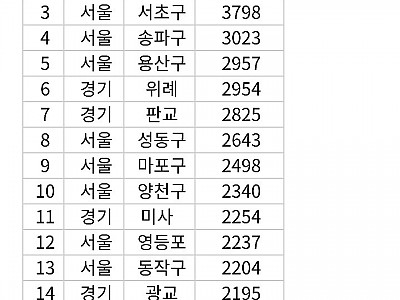 3 서울 서초구 3798
4 서울 송파구 3023
5 서울 용산구 2957
6 경기 위례 2954
7 경기 판교 2825
8 서울 성동구 2643
9 서울 마포구 2498
10 서울 양천구 2340
11 경기 미사 2254
12 서울 영등포 2237
13 서울 동작구 2204
14 경기 광교 2195